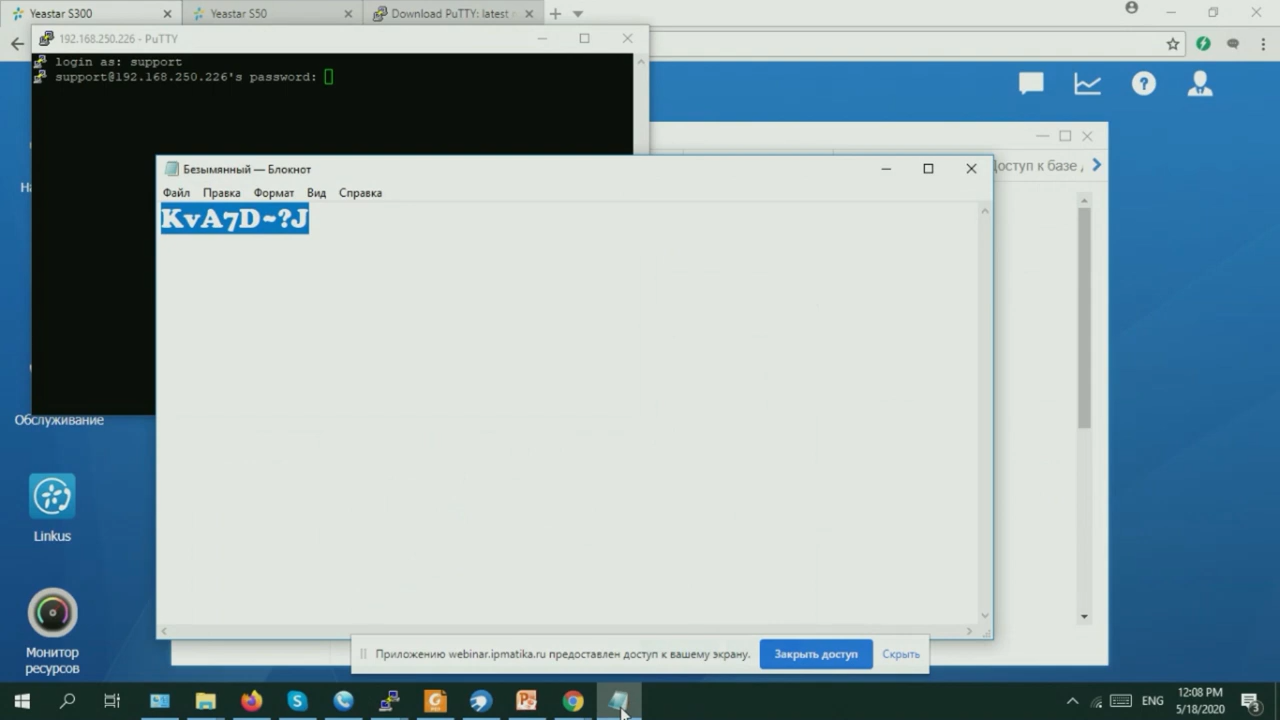 Yeastar S300
Yeastar S50
Download PuTTY: latest
192.168.250.226 - PuTTY
login as: support
support@192.168.250.226's password:
Безымянный — Блокнот
Файл Правка Формат Вид Справка
KvA7D~?J
Доступ к базе
Обслуживание
Linkus
Монитор
ресурсов
Приложению webinar.ipmatika.ru предоставлен доступ к вашему экрану.
Закрыть доступ
Скрыть
ENG
12:08 PM
5/18/2020
3